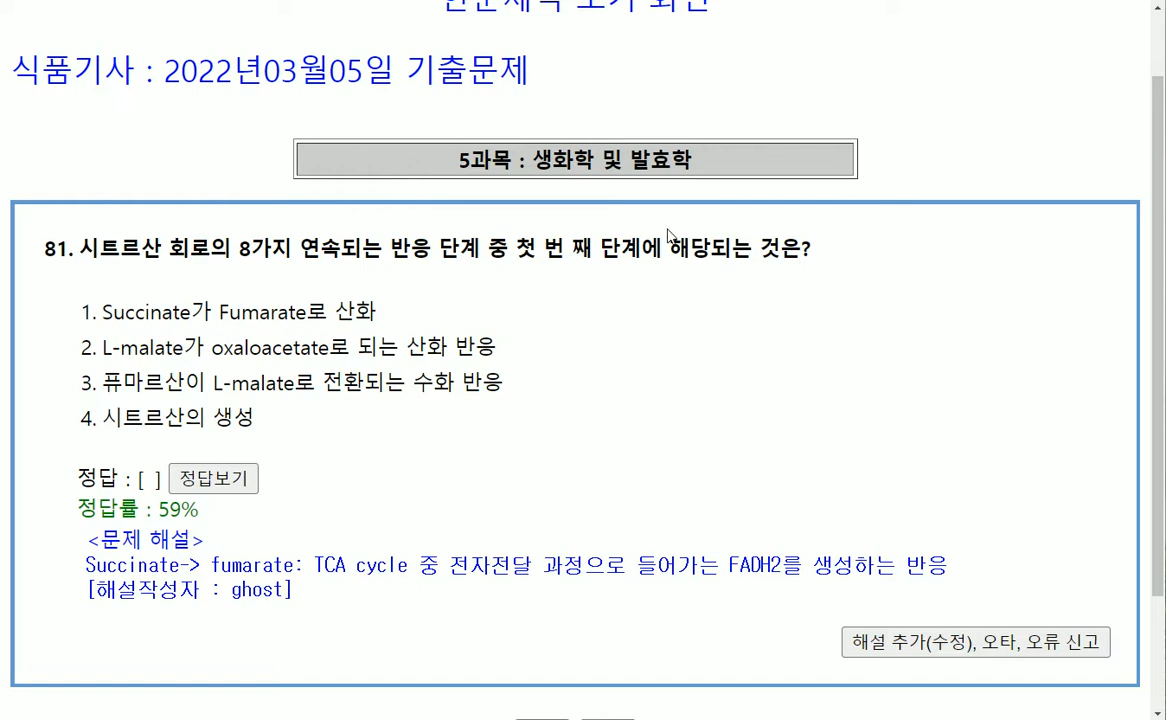 식품기사 : 2022년03월05일 기출문제
5과목 : 생화학 및 발효학
81. 시트르산 회로의 8가지 연속되는 반응 단계 중 첫 번 째 단계에 해당되는 것은?
1. Succinate가 Fumarate로 산화
2. L-malate가 oxaloacetate로 되는 산화 반응
3. 퓨마르산이 L-malate로 전환되는 수화 반응
4. 시트르산의 생성
정답 : [ ] 정답보기
정답률 : 59%
<문제 해설>
Succinate-> fumarate: TCA cycle 중 전자전달 과정으로 들어가는 FADH2를 생성하는 반응
[해설작성자 : ghost]
해설 추가(수정), 오타, 오류 신고